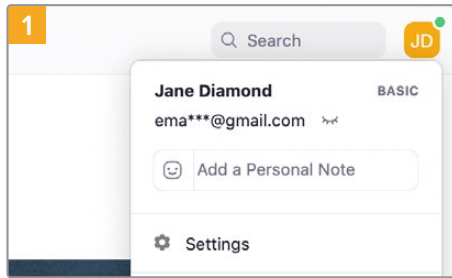 1
Search
JD
Jane Diamond BASIC
ema***@gmail.com
Add a Personal Note
Settings